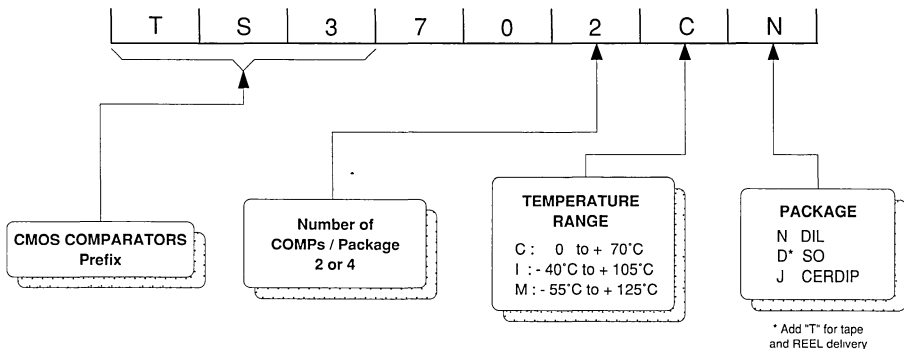 T S 3 7 0 2 C N
CMOS COMPARATORS
Prefix
Number of
COMPs / Package
2 or 4
TEMPERATURE
RANGE
C : 0 to + 70°C
I : - 40°C to + 105°C
M : - 55°C to + 125°C
PACKAGE
N DIL
D* SO
J CERDIP
* Add "T" for tape
and REEL delivery